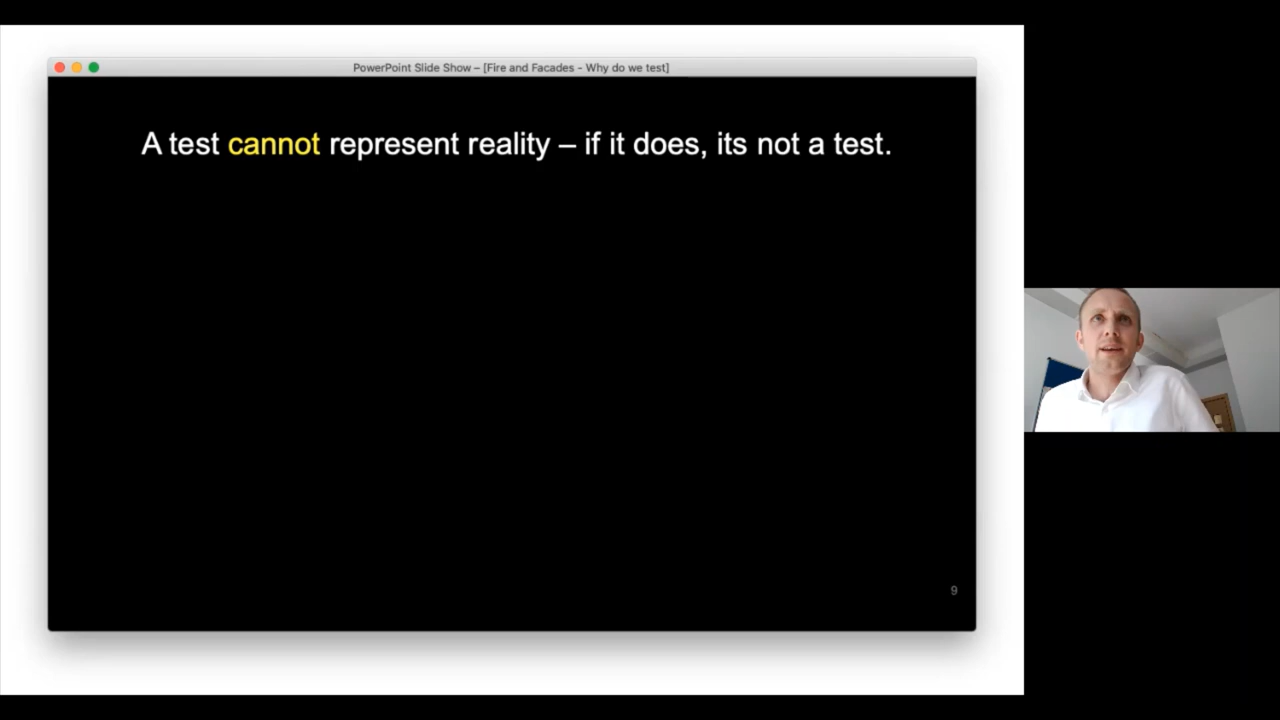 PowerPoint Slide Show – [Fire and Facades - Why do we test]
A test cannot represent reality – if it does, its not a test.
9